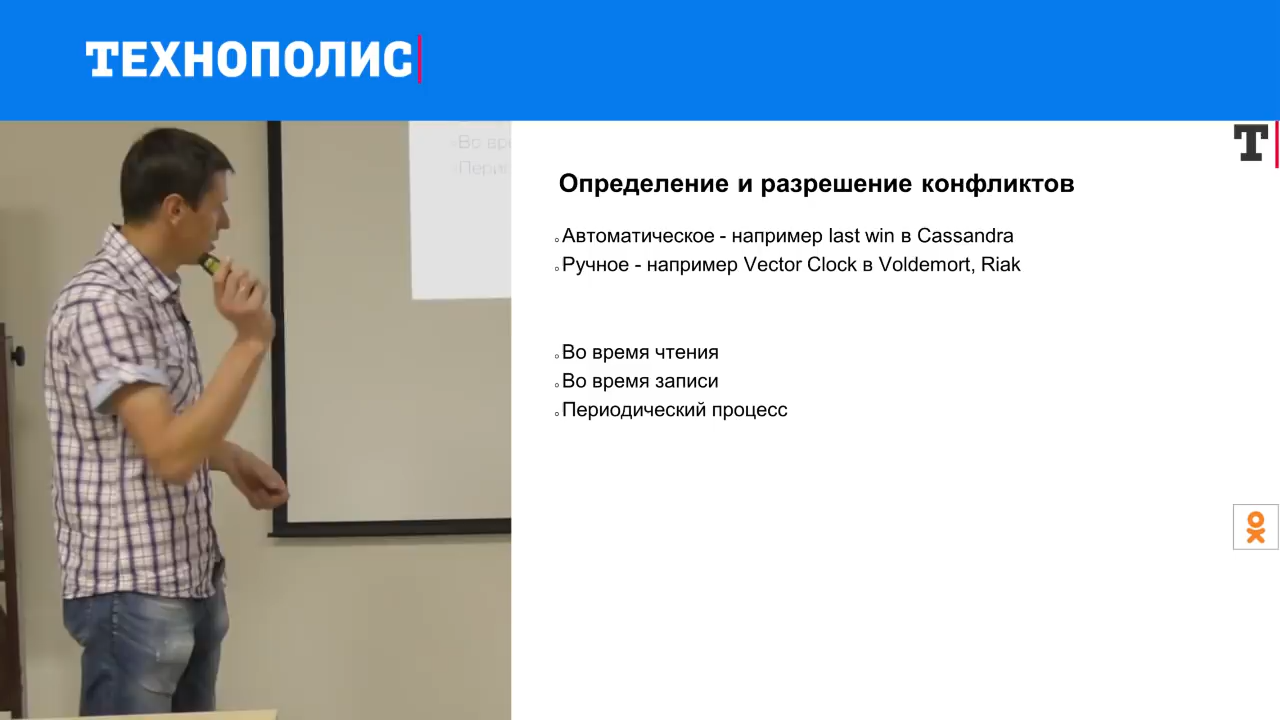 ТЕХНОПОЛИС
Т
Определение и разрешение конфликтов
Автоматическое - например last win в Cassandra
Ручное - например Vector Clock в Voldemort, Riak
Во время чтения
Во время записи
Периодический процесс